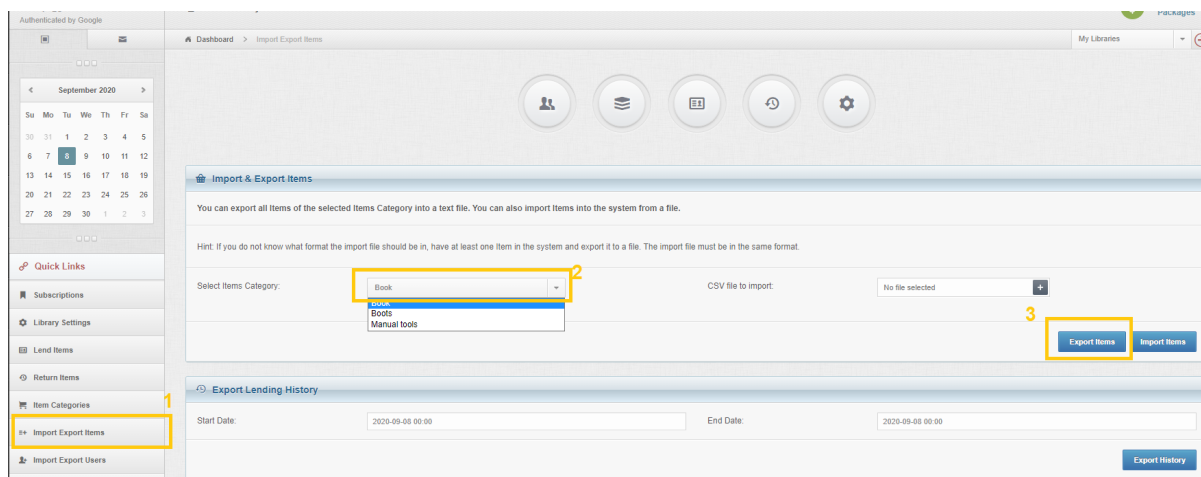 Authenticated by Google
Packages
Dashboard > Import Export Items
My Libraries
< September 2020 >
Su Mo Tu We Th Fr Sa
30 31 1 2 3 4 5
6 7 8 9 10 11 12
13 14 15 16 17 18 19
20 21 22 23 24 25 26
27 28 29 30 1 2 3
Quick Links
Subscriptions
Library Settings
Lend Items
Return Items
Item Categories
1
Import Export Items
Import Export Users
Import & Export Items
You can export all Items of the selected Items Category into a text file. You can also import Items into the system from a file.
Hint: If you do not know what format the import file should be in, have at least one Item in the system and export it to a file. The import file must be in the same format.
2
Select Items Category:
Book
Book
Boots
Manual tools
CSV file to import:
No file selected
+
3
Export Items
Import Items
Export Lending History
Start Date:
2020-09-08 00:00
End Date:
2020-09-08 00:00
Export History